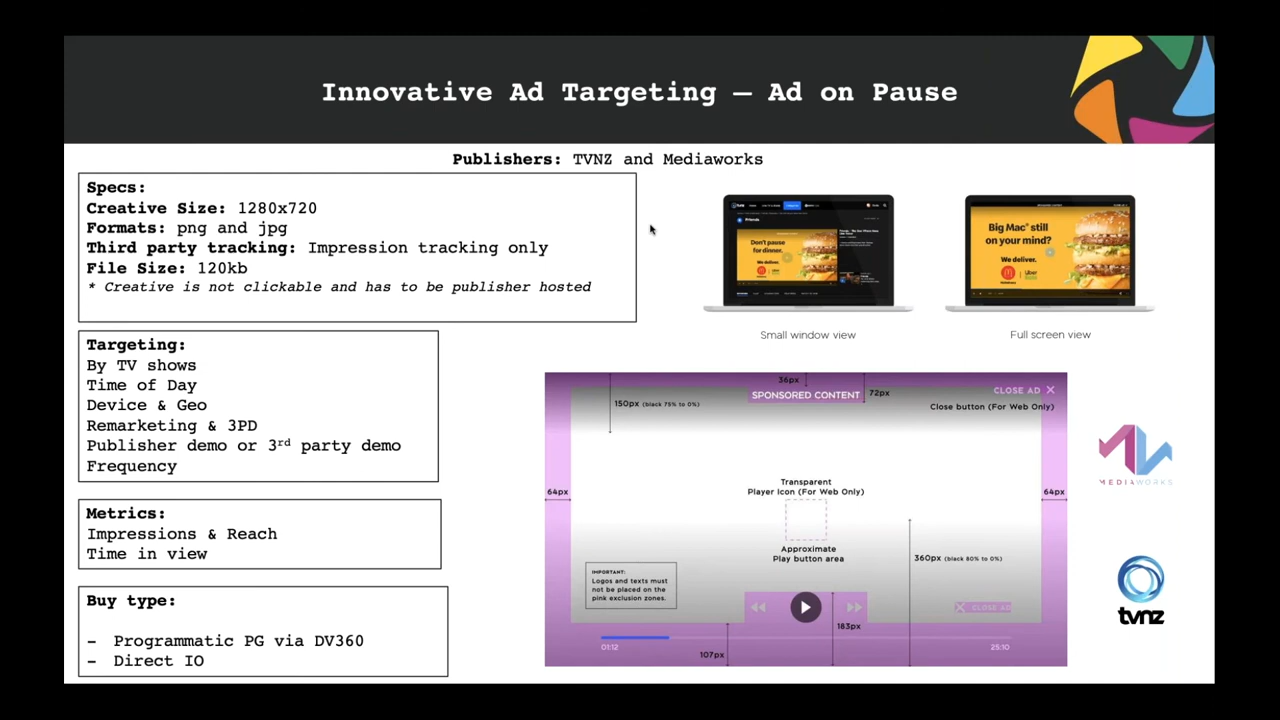 Innovative Ad Targeting – Ad on Pause
Publishers: TVNZ and Mediaworks
Specs:
Creative Size: 1280x720
Formats: png and jpg
Third party tracking: Impression tracking only
File Size: 120kb
* Creative is not clickable and has to be publisher hosted
Targeting:
By TV shows
Time of Day
Device & Geo
Remarketing & 3PD
Publisher demo or 3rd party demo
Frequency
Metrics:
Impressions & Reach
Time in view
Buy type:
– Programmatic PG via DV360
– Direct IO
Friends
Don't pause
for dinner.
We deliver.
Small window view
Big Mac® still
on your mind?
We deliver.
Uber
Full screen view
36px
SPONSORED CONTENT
72px
CLOSE AD X
150px (black 75% to 0%)
Close button (For Web Only)
Transparent
Player Icon (For Web Only)
64px
64px
Approximate
Play button area
360px (black 80% to 0%)
IMPORTANT:
Logos and texts must
not be placed on the
pink exclusion zones.
X CLOSE AD
183px
01:12
25:10
107px
MEDIAWORKS
tvnz